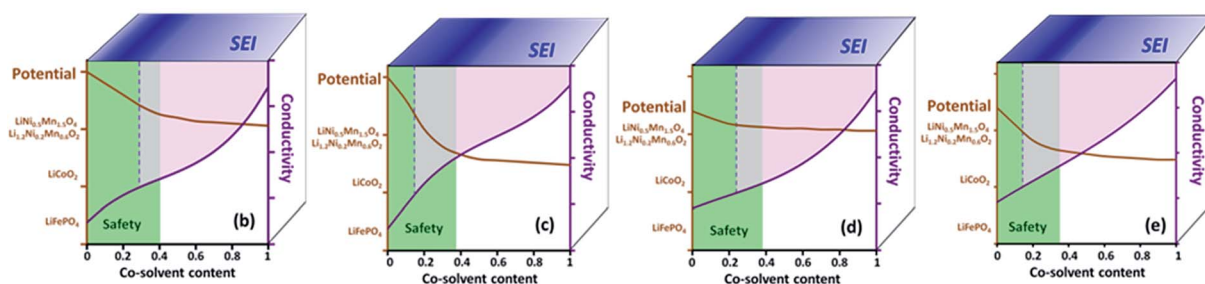 SEI
Potential
LiNi0.5Mn1.5O4
Li1.2Ni0.2Mn0.6O2
LiCoO2
LiFePO4
Safety
(b)
Conductivity
0 0.2 0.4 0.6 0.8 1
Co-solvent content
SEI
Potential
LiNi0.5Mn1.5O4
Li1.2Ni0.2Mn0.6O2
LiCoO2
LiFePO4
Safety
(c)
Conductivity
0 0.2 0.4 0.6 0.8 1
Co-solvent content
SEI
Potential
LiNi0.5Mn1.5O4
Li1.2Ni0.2Mn0.6O2
LiCoO2
LiFePO4
Safety
(d)
Conductivity
0 0.2 0.4 0.6 0.8 1
Co-solvent content
SEI
Potential
LiNi0.5Mn1.5O4
Li1.2Ni0.2Mn0.6O2
LiCoO2
LiFePO4
Safety
(e)
Conductivity
0 0.2 0.4 0.6 0.8 1
Co-solvent content